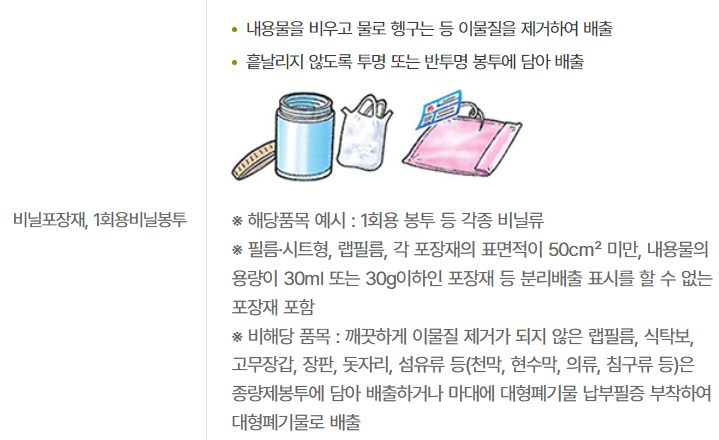 내용물을 비우고 물로 헹구는 등 이물질을 제거하여 배출
흩날리지 않도록 투명 또는 반투명 봉투에 담아 배출
비닐포장재, 1회용비닐봉투
※ 해당품목 예시 : 1회용 봉투 등 각종 비닐류
※ 필름·시트형, 랩필름, 각 포장재의 표면적이 50cm² 미만, 내용물의
용량이 30ml 또는 30g이하인 포장재 등 분리배출 표시를 할 수 없는
포장재 포함
※ 비해당 품목 : 깨끗하게 이물질 제거가 되지 않은 랩필름, 식탁보,
고무장갑, 장판, 돗자리, 섬유류 등(천막, 현수막, 의류, 침구류 등)은
종량제봉투에 담아 배출하거나 마대에 대형폐기물 납부필증 부착하여
대형폐기물로 배출